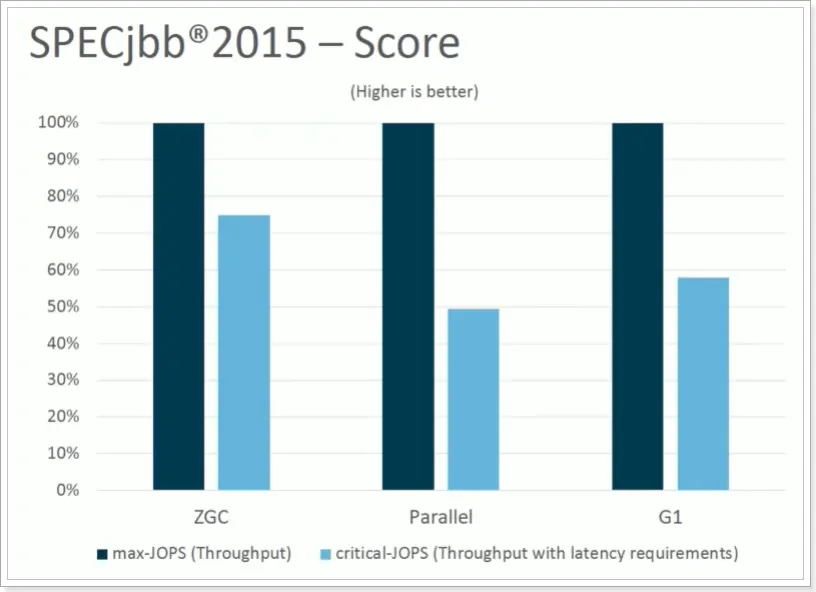 SPECjbb®2015 – Score
(Higher is better)
100%
90%
80%
70%
60%
50%
40%
30%
20%
10%
0%
ZGC Parallel G1
max-JOPS (Throughput) critical-JOPS (Throughput with latency requirements)